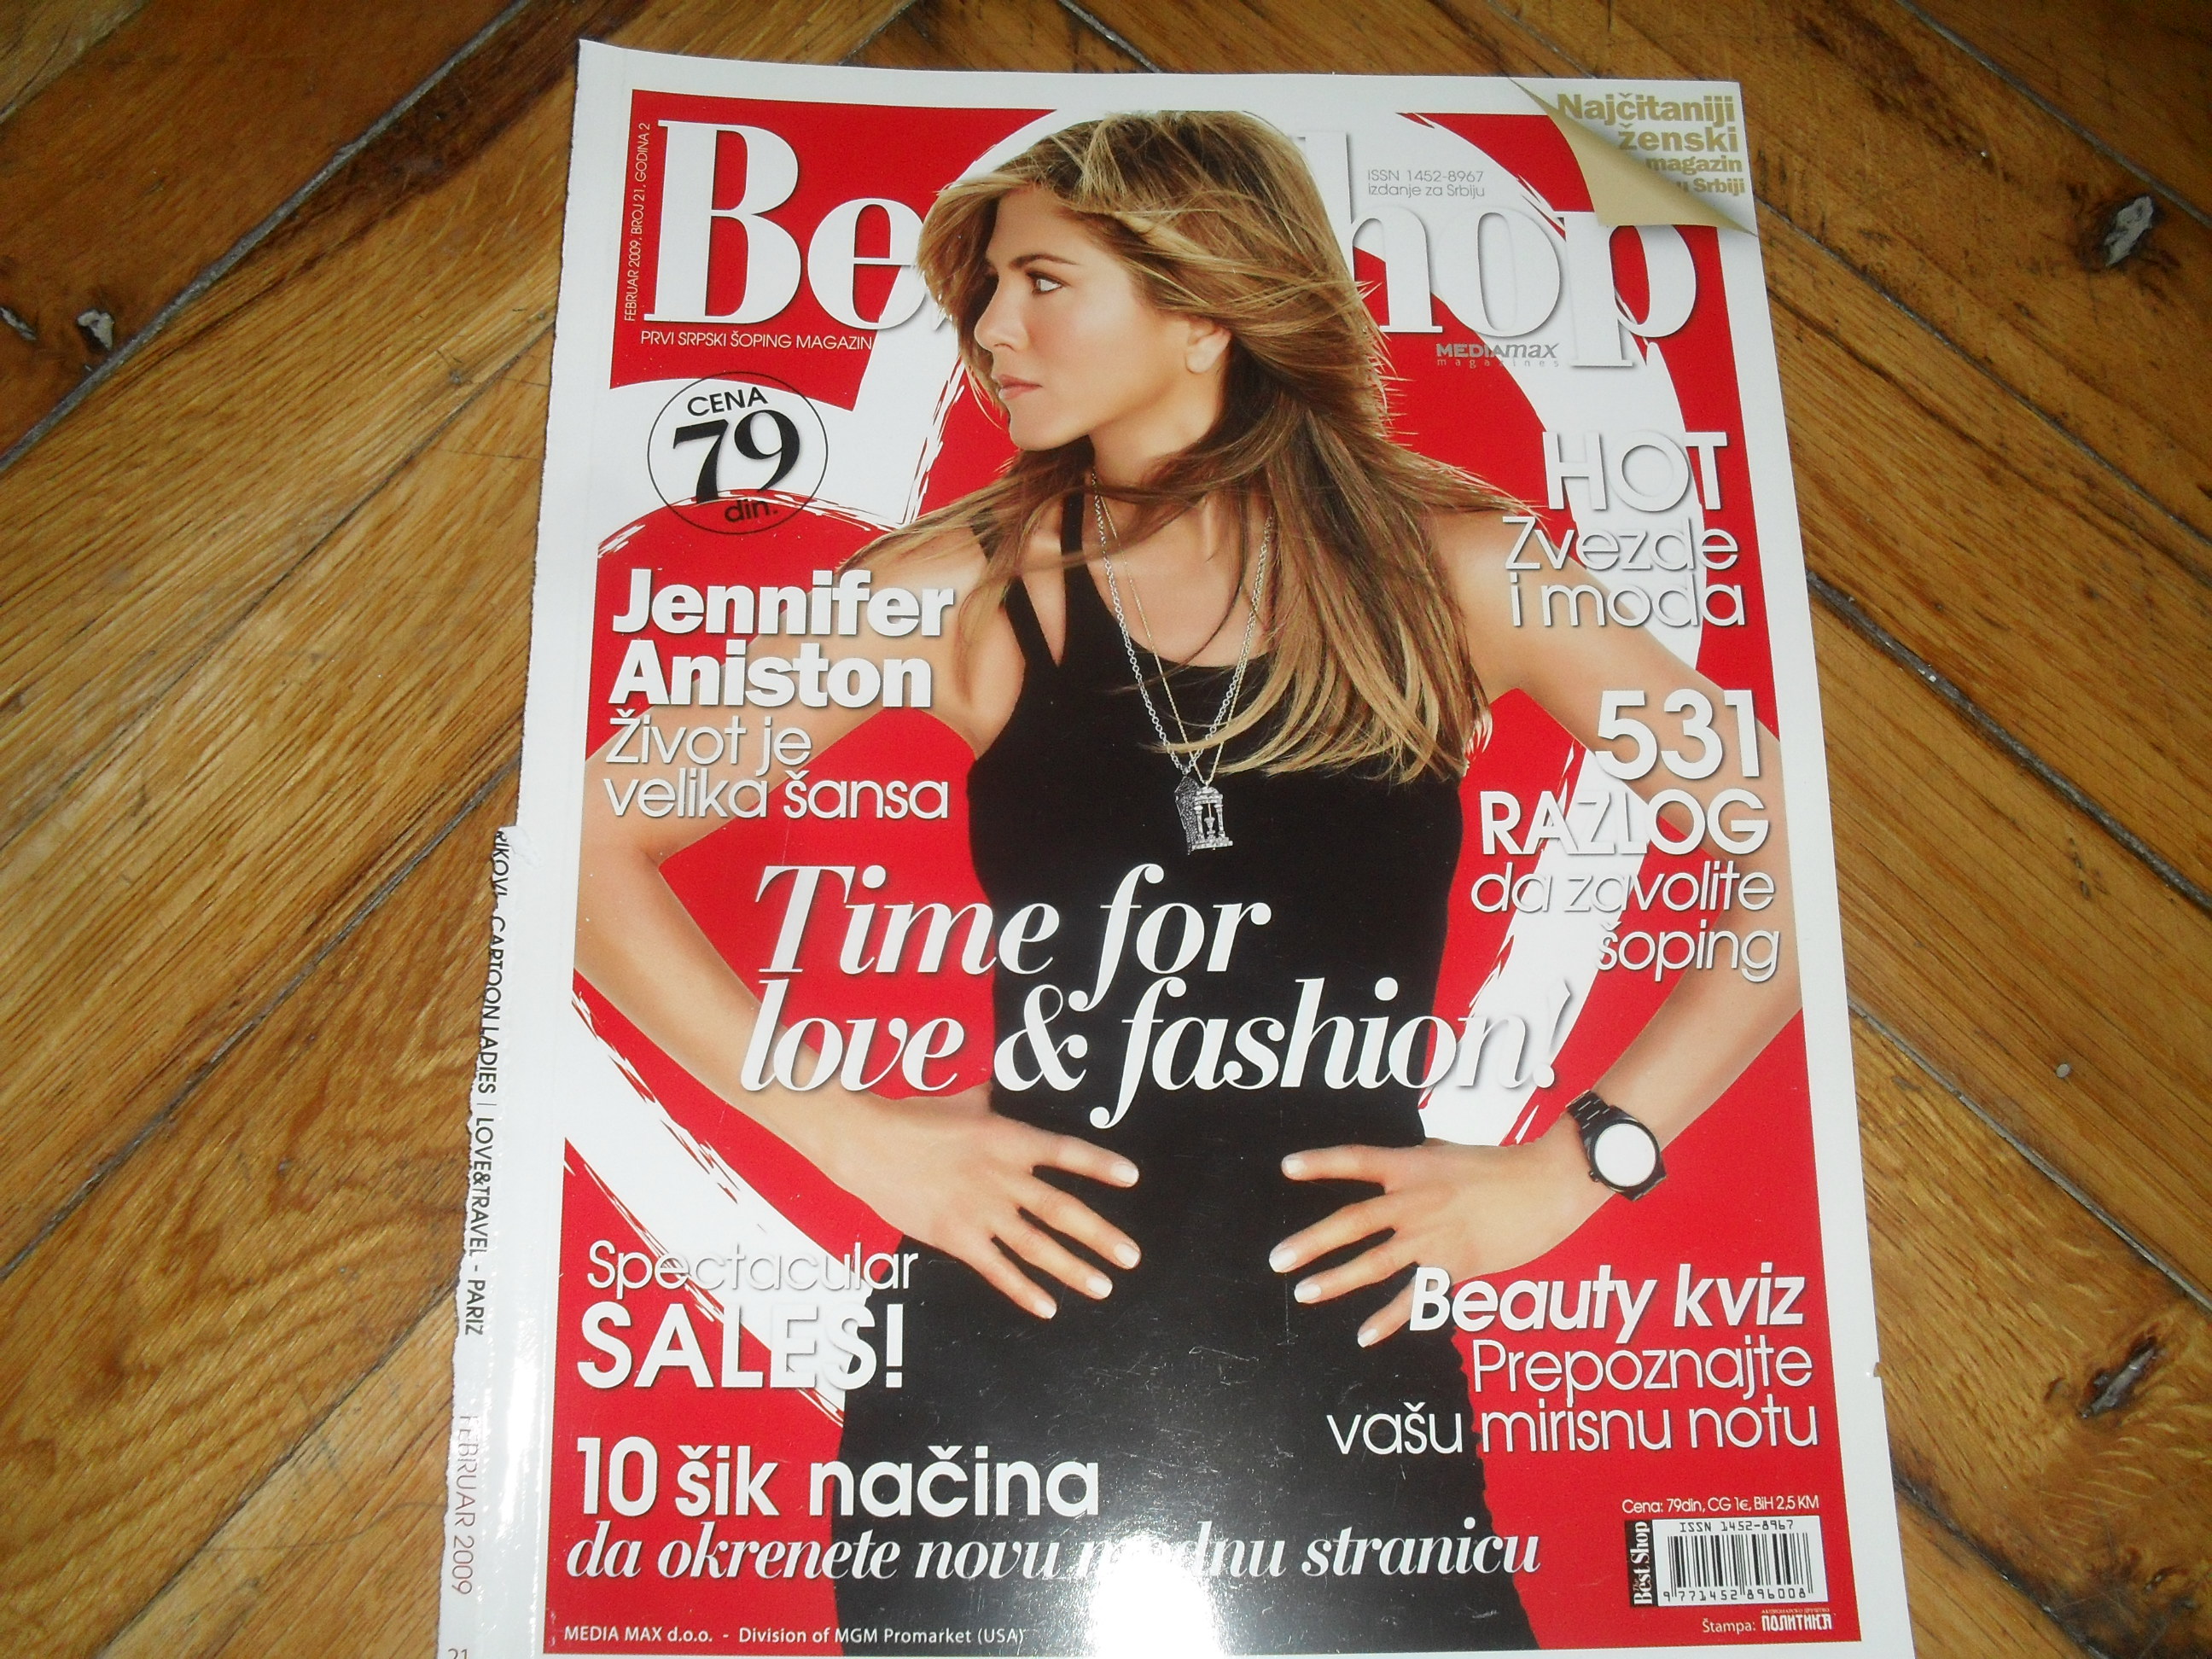 FEBRUAR 2009, BROJ 21, GODINA 2
Be hop
PRVI SRPSKI ŠOPING MAGAZIN
ISSN 1452-8967
izdanje za Srbiju
MEDIAmax
magazines
Najčitaniji
ženski
magazin
u Srbiji
CENA
79
din.
HOT
Zvezde
i moda
Jennifer
Aniston
Život je
velika šansa
531
RAZLOG
da zavolite
šoping
Time for
love & fashion!
Spectacular
SALES!
Beauty kviz
Prepoznajte
vašu mirisnu notu
10 šik načina
da okrenete novu modnu stranicu
Cena: 79din, CG 1€, BiH 2,5 KM
ISSN 1452-8967
Best Shop
9 771452 896008
Štampa: ПОЛИТИКА
MEDIA MAX d.o.o. - Division of MGM Promarket (USA)
CARTOON LADIES | LOVE&TRAVEL - PARIZ
FEBRUAR 2009
21